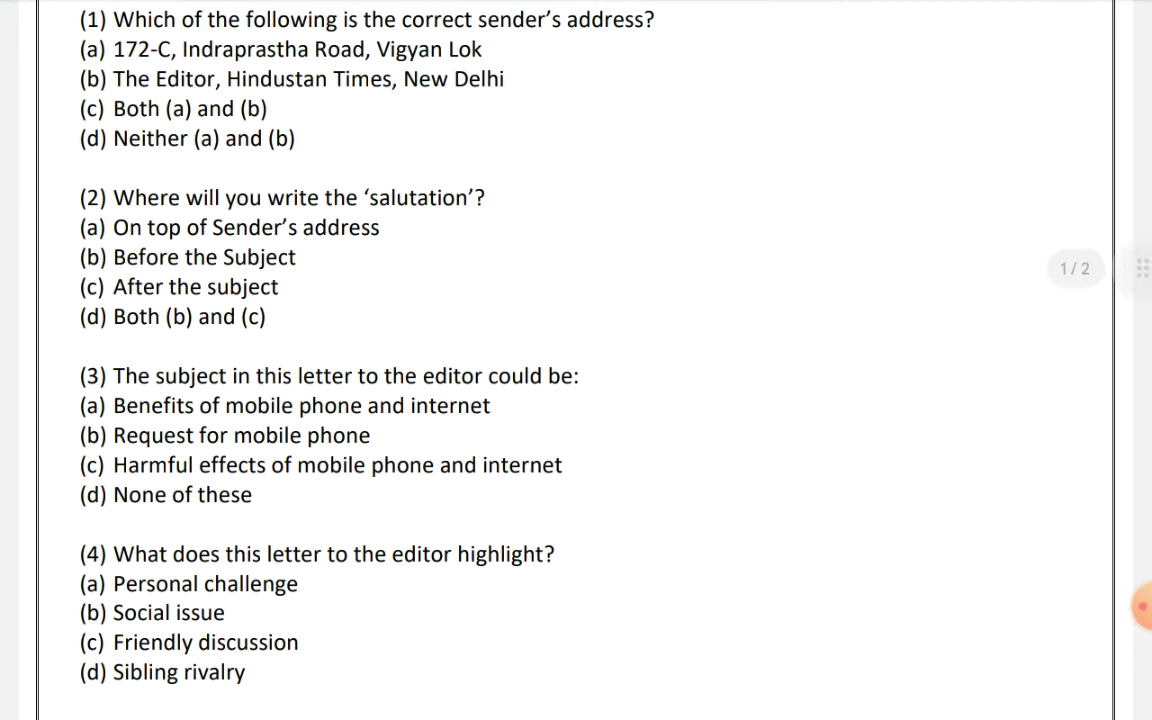 (1) Which of the following is the correct sender’s address?
(a) 172-C, Indraprastha Road, Vigyan Lok
(b) The Editor, Hindustan Times, New Delhi
(c) Both (a) and (b)
(d) Neither (a) and (b)
(2) Where will you write the ‘salutation’?
(a) On top of Sender’s address
(b) Before the Subject
(c) After the subject
(d) Both (b) and (c)
1 / 2
(3) The subject in this letter to the editor could be:
(a) Benefits of mobile phone and internet
(b) Request for mobile phone
(c) Harmful effects of mobile phone and internet
(d) None of these
(4) What does this letter to the editor highlight?
(a) Personal challenge
(b) Social issue
(c) Friendly discussion
(d) Sibling rivalry